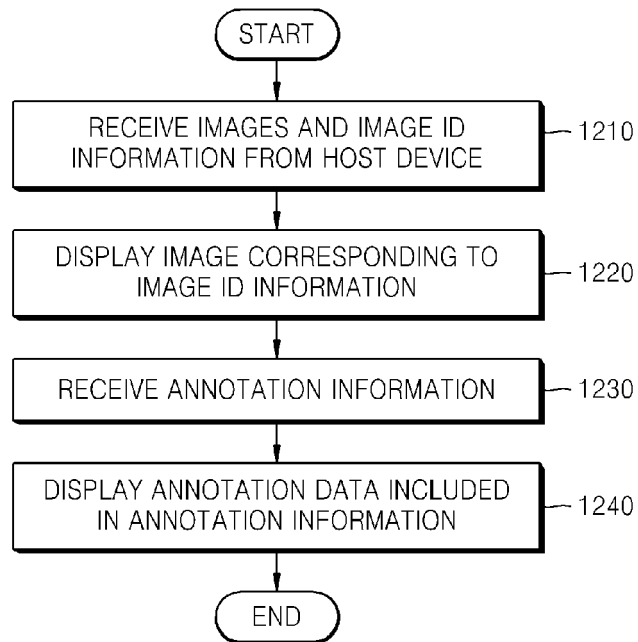 START
RECEIVE IMAGES AND IMAGE ID
INFORMATION FROM HOST DEVICE
1210
DISPLAY IMAGE CORRESPONDING TO
IMAGE ID INFORMATION
1220
RECEIVE ANNOTATION INFORMATION
1230
DISPLAY ANNOTATION DATA INCLUDED
IN ANNOTATION INFORMATION
1240
END